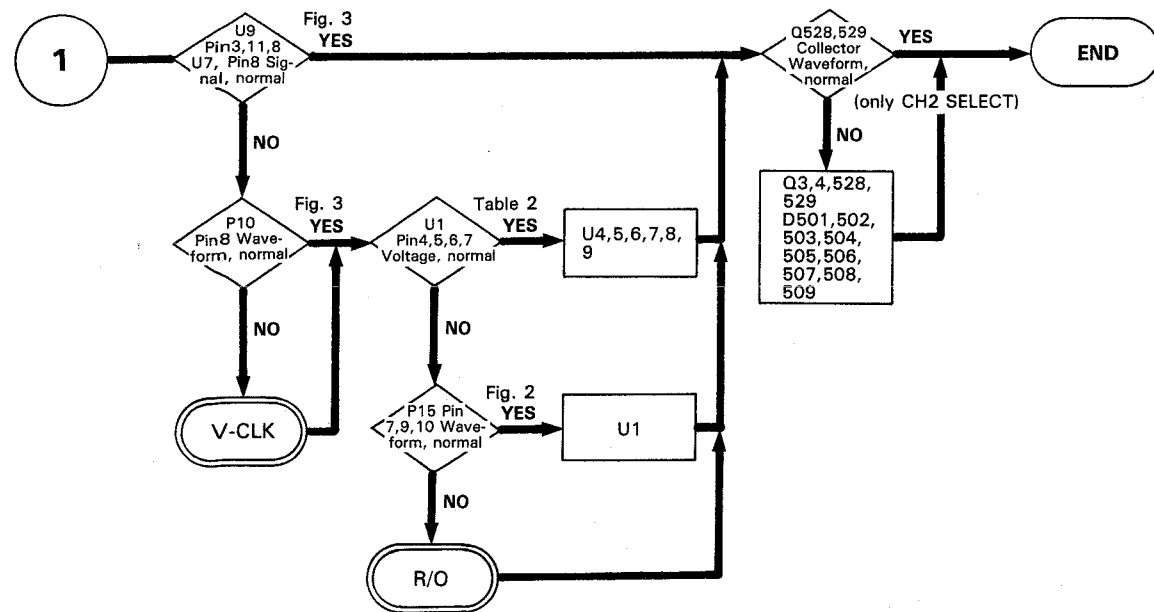 1
U9
Pin3,11,8
U7, Pin8 Sig-
nal, normal
Fig. 3
YES
Q528,529
Collector
Waveform,
normal
YES
END
(only CH2 SELECT)
NO
NO
Q3,4,528,
529
D501,502,
503,504,
505,506,
507,508,
509
P10
Pin8 Wave-
form, normal
Fig. 3
YES
U1
Pin4,5,6,7
Voltage, normal
Table 2
YES
U4,5,6,7,8,
9
NO
NO
V-CLK
P15 Pin
7,9,10 Wave-
form, normal
Fig. 2
YES
U1
NO
R/O